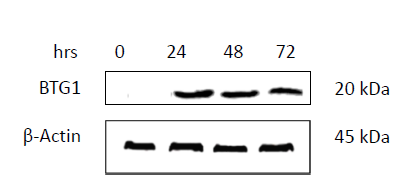 hrs 0 24 48 72
BTG1 20 kDa
β-Actin 45 kDa